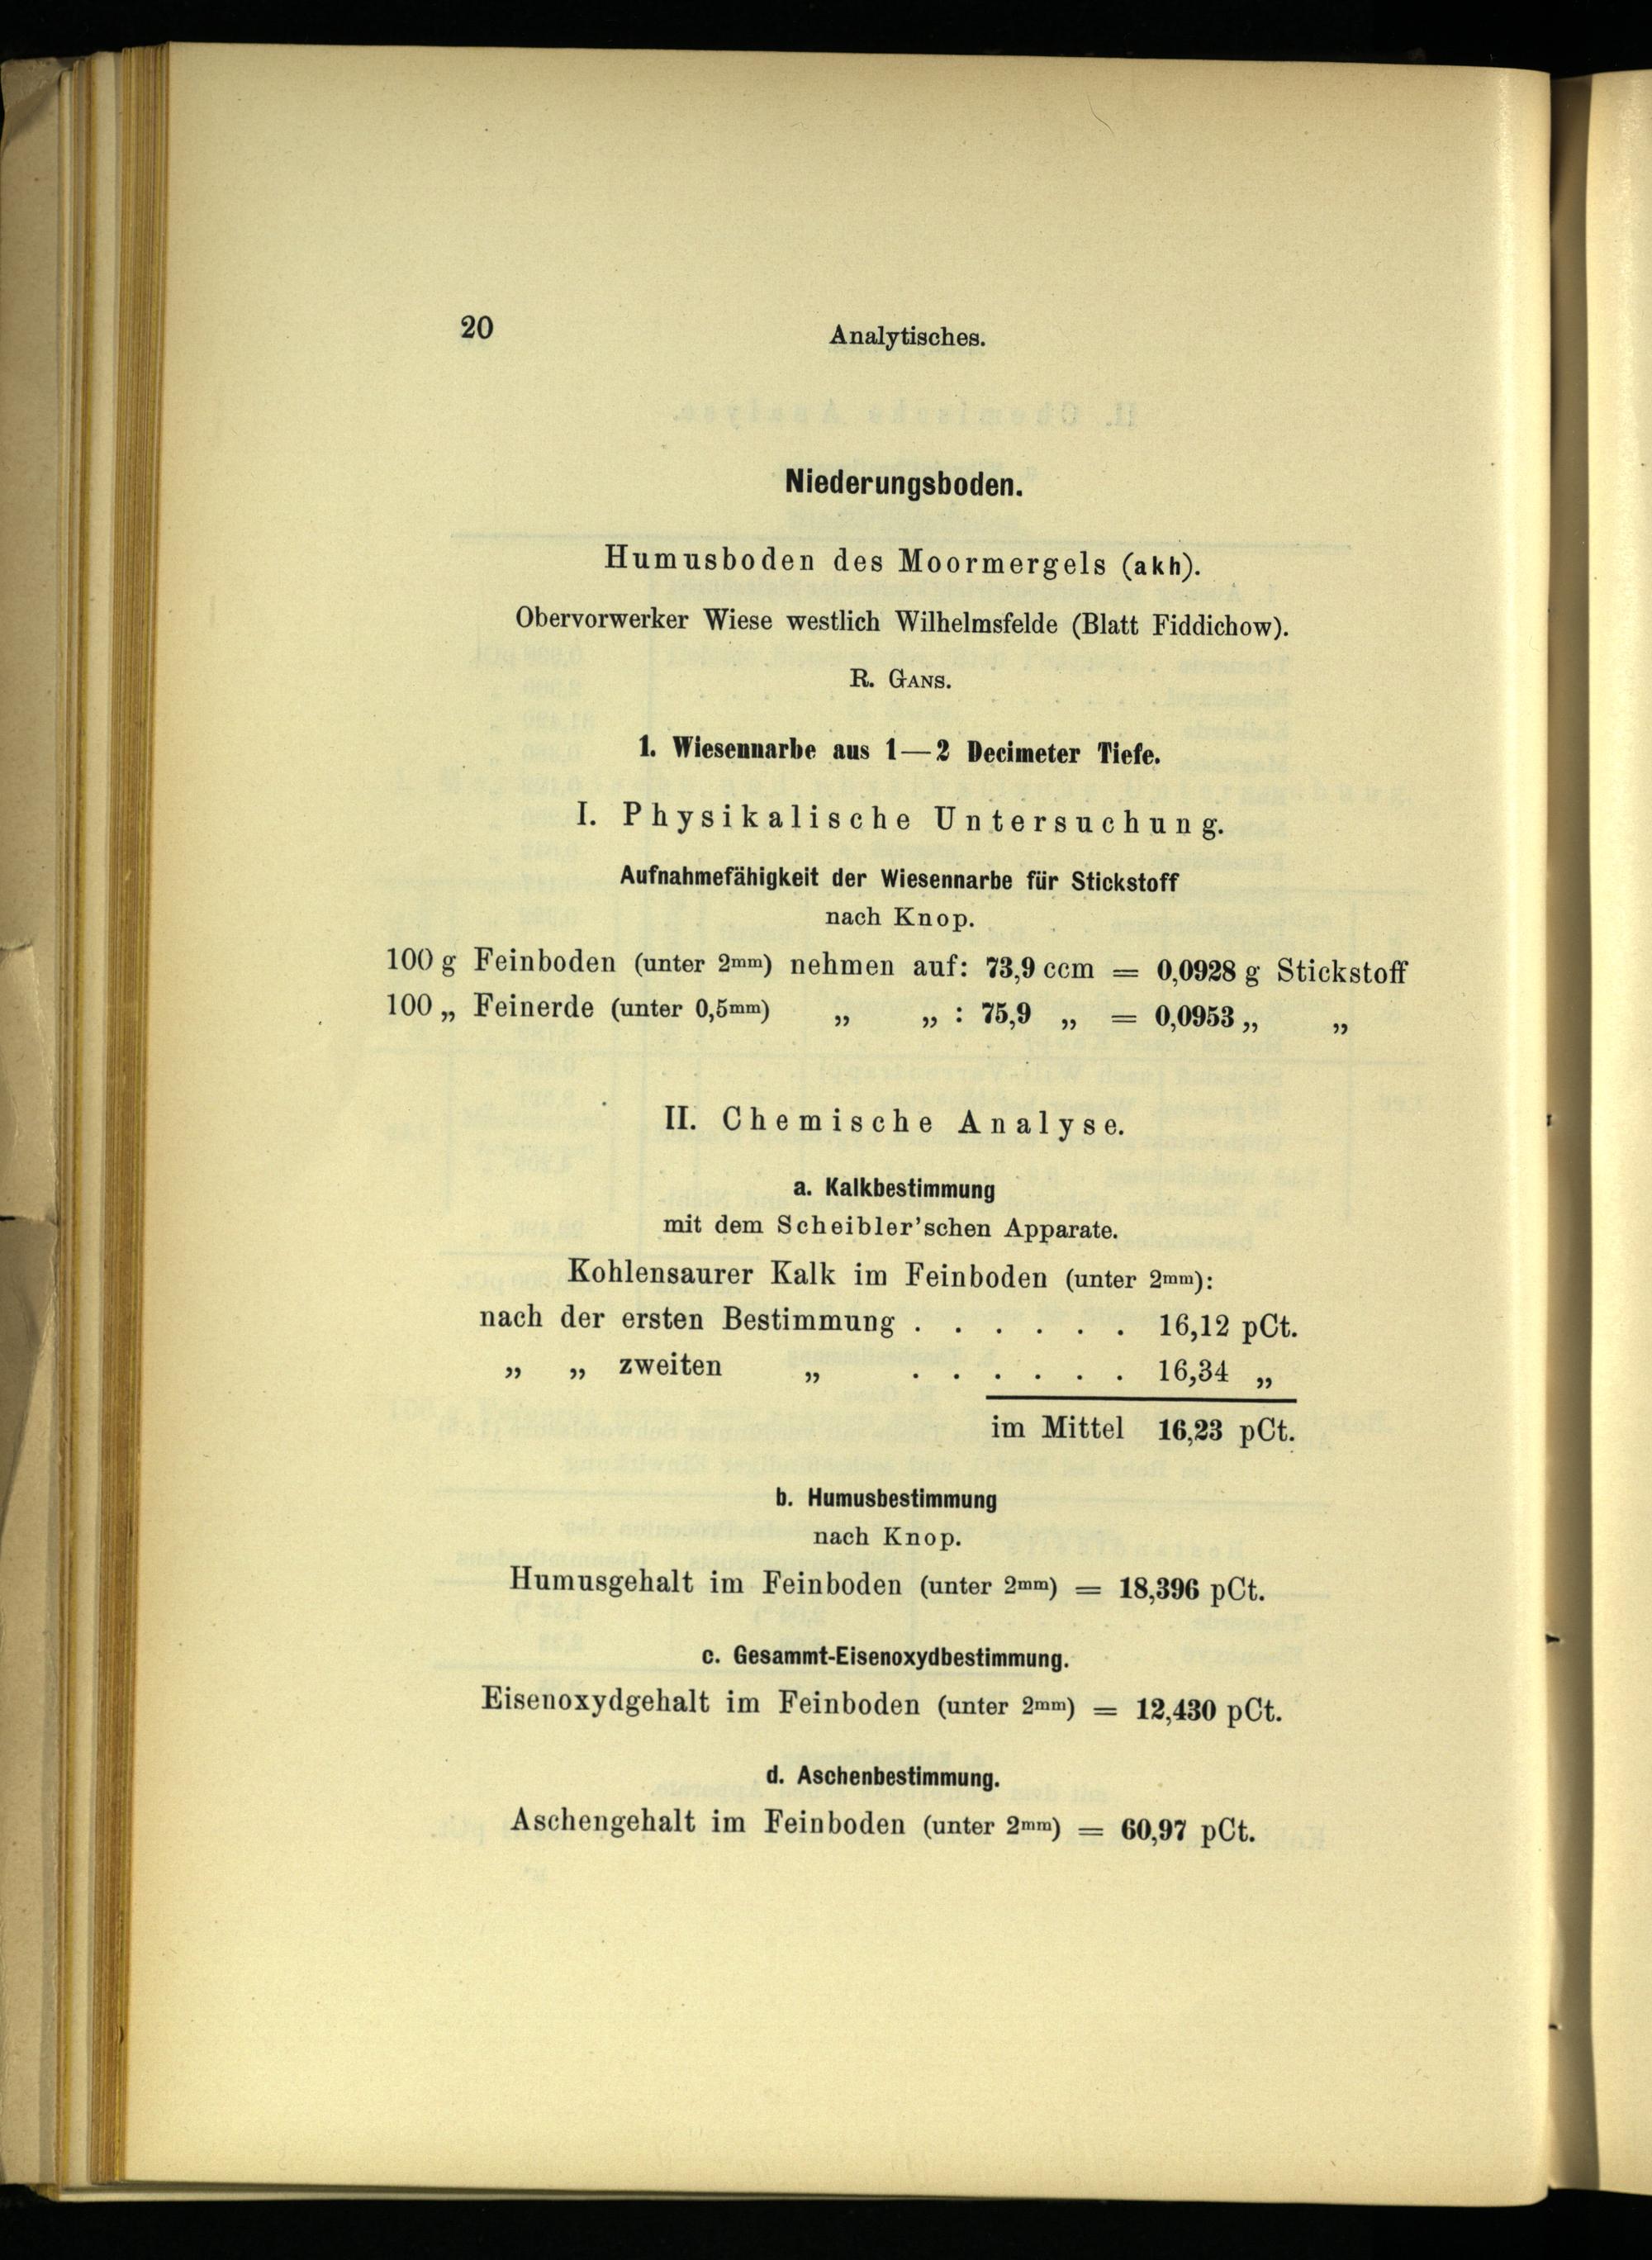 20
Analytisches.
Niederungsboden.
Humusboden des Moormergels (akh).
Obervorwerker Wiese westlich Wilhelmsfelde (Blatt Fiddichow).
R. GANS.
1. Wiesennarbe aus 1—2 Decimeter Tiefe.
I. Physikalische Untersuchung.
Aufnahmefähigkeit der Wiesennarbe für Stickstoff
nach Knop.
100 g Feinboden (unter 2mm) nehmen auf: 73,9 ccm = 0,0928 g Stickstoff
100 „ Feinerde (unter 0,5mm) „ „ : 75,9 „ = 0,0953 „ „
II. Chemische Analyse.
a. Kalkbestimmung
mit dem Scheibler'schen Apparate.
Kohlensaurer Kalk im Feinboden (unter 2mm):
nach der ersten Bestimmung . . . . . . 16,12 pCt.
„ „ zweiten „ . . . . . . 16,34 „
im Mittel 16,23 pCt.
b. Humusbestimmung
nach Knop.
Humusgehalt im Feinboden (unter 2mm) = 18,396 pCt.
c. Gesammt-Eisenoxydbestimmung.
Eisenoxydgehalt im Feinboden (unter 2mm) = 12,430 pCt.
d. Aschenbestimmung.
Aschengehalt im Feinboden (unter 2mm) = 60,97 pCt.